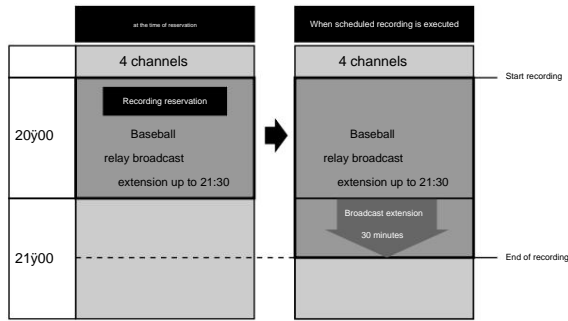 at the time of reservation
When scheduled recording is executed
4 channels
4 channels
Start recording
Recording reservation
20ÿ00
Baseball
relay broadcast
extension up to 21:30
Baseball
relay broadcast
extension up to 21:30
Broadcast extension
30 minutes
21ÿ00
End of recording